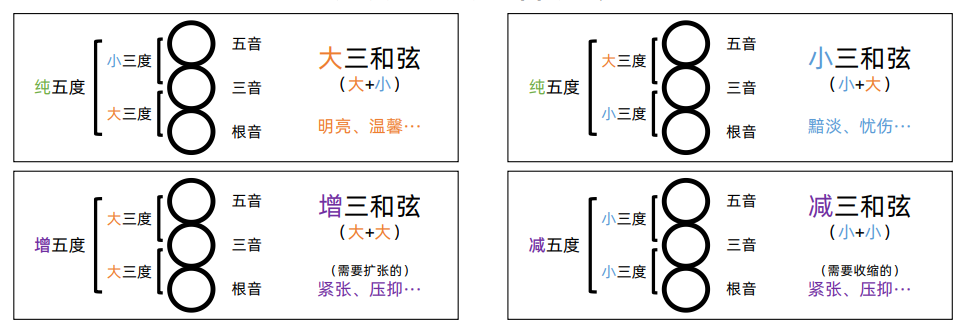 五音
小三度
大三和弦
(大+小)
纯五度
三音
大三度
明亮、温馨…
根音
五音
大三度
小三和弦
(小+大)
纯五度
三音
小三度
黯淡、忧伤…
根音
五音
大三度
增三和弦
(大+大)
增五度
三音
大三度
(需要扩张的)
紧张、压抑…
根音
五音
小三度
减三和弦
(小+小)
减五度
三音
小三度
(需要收缩的)
紧张、压抑…
根音